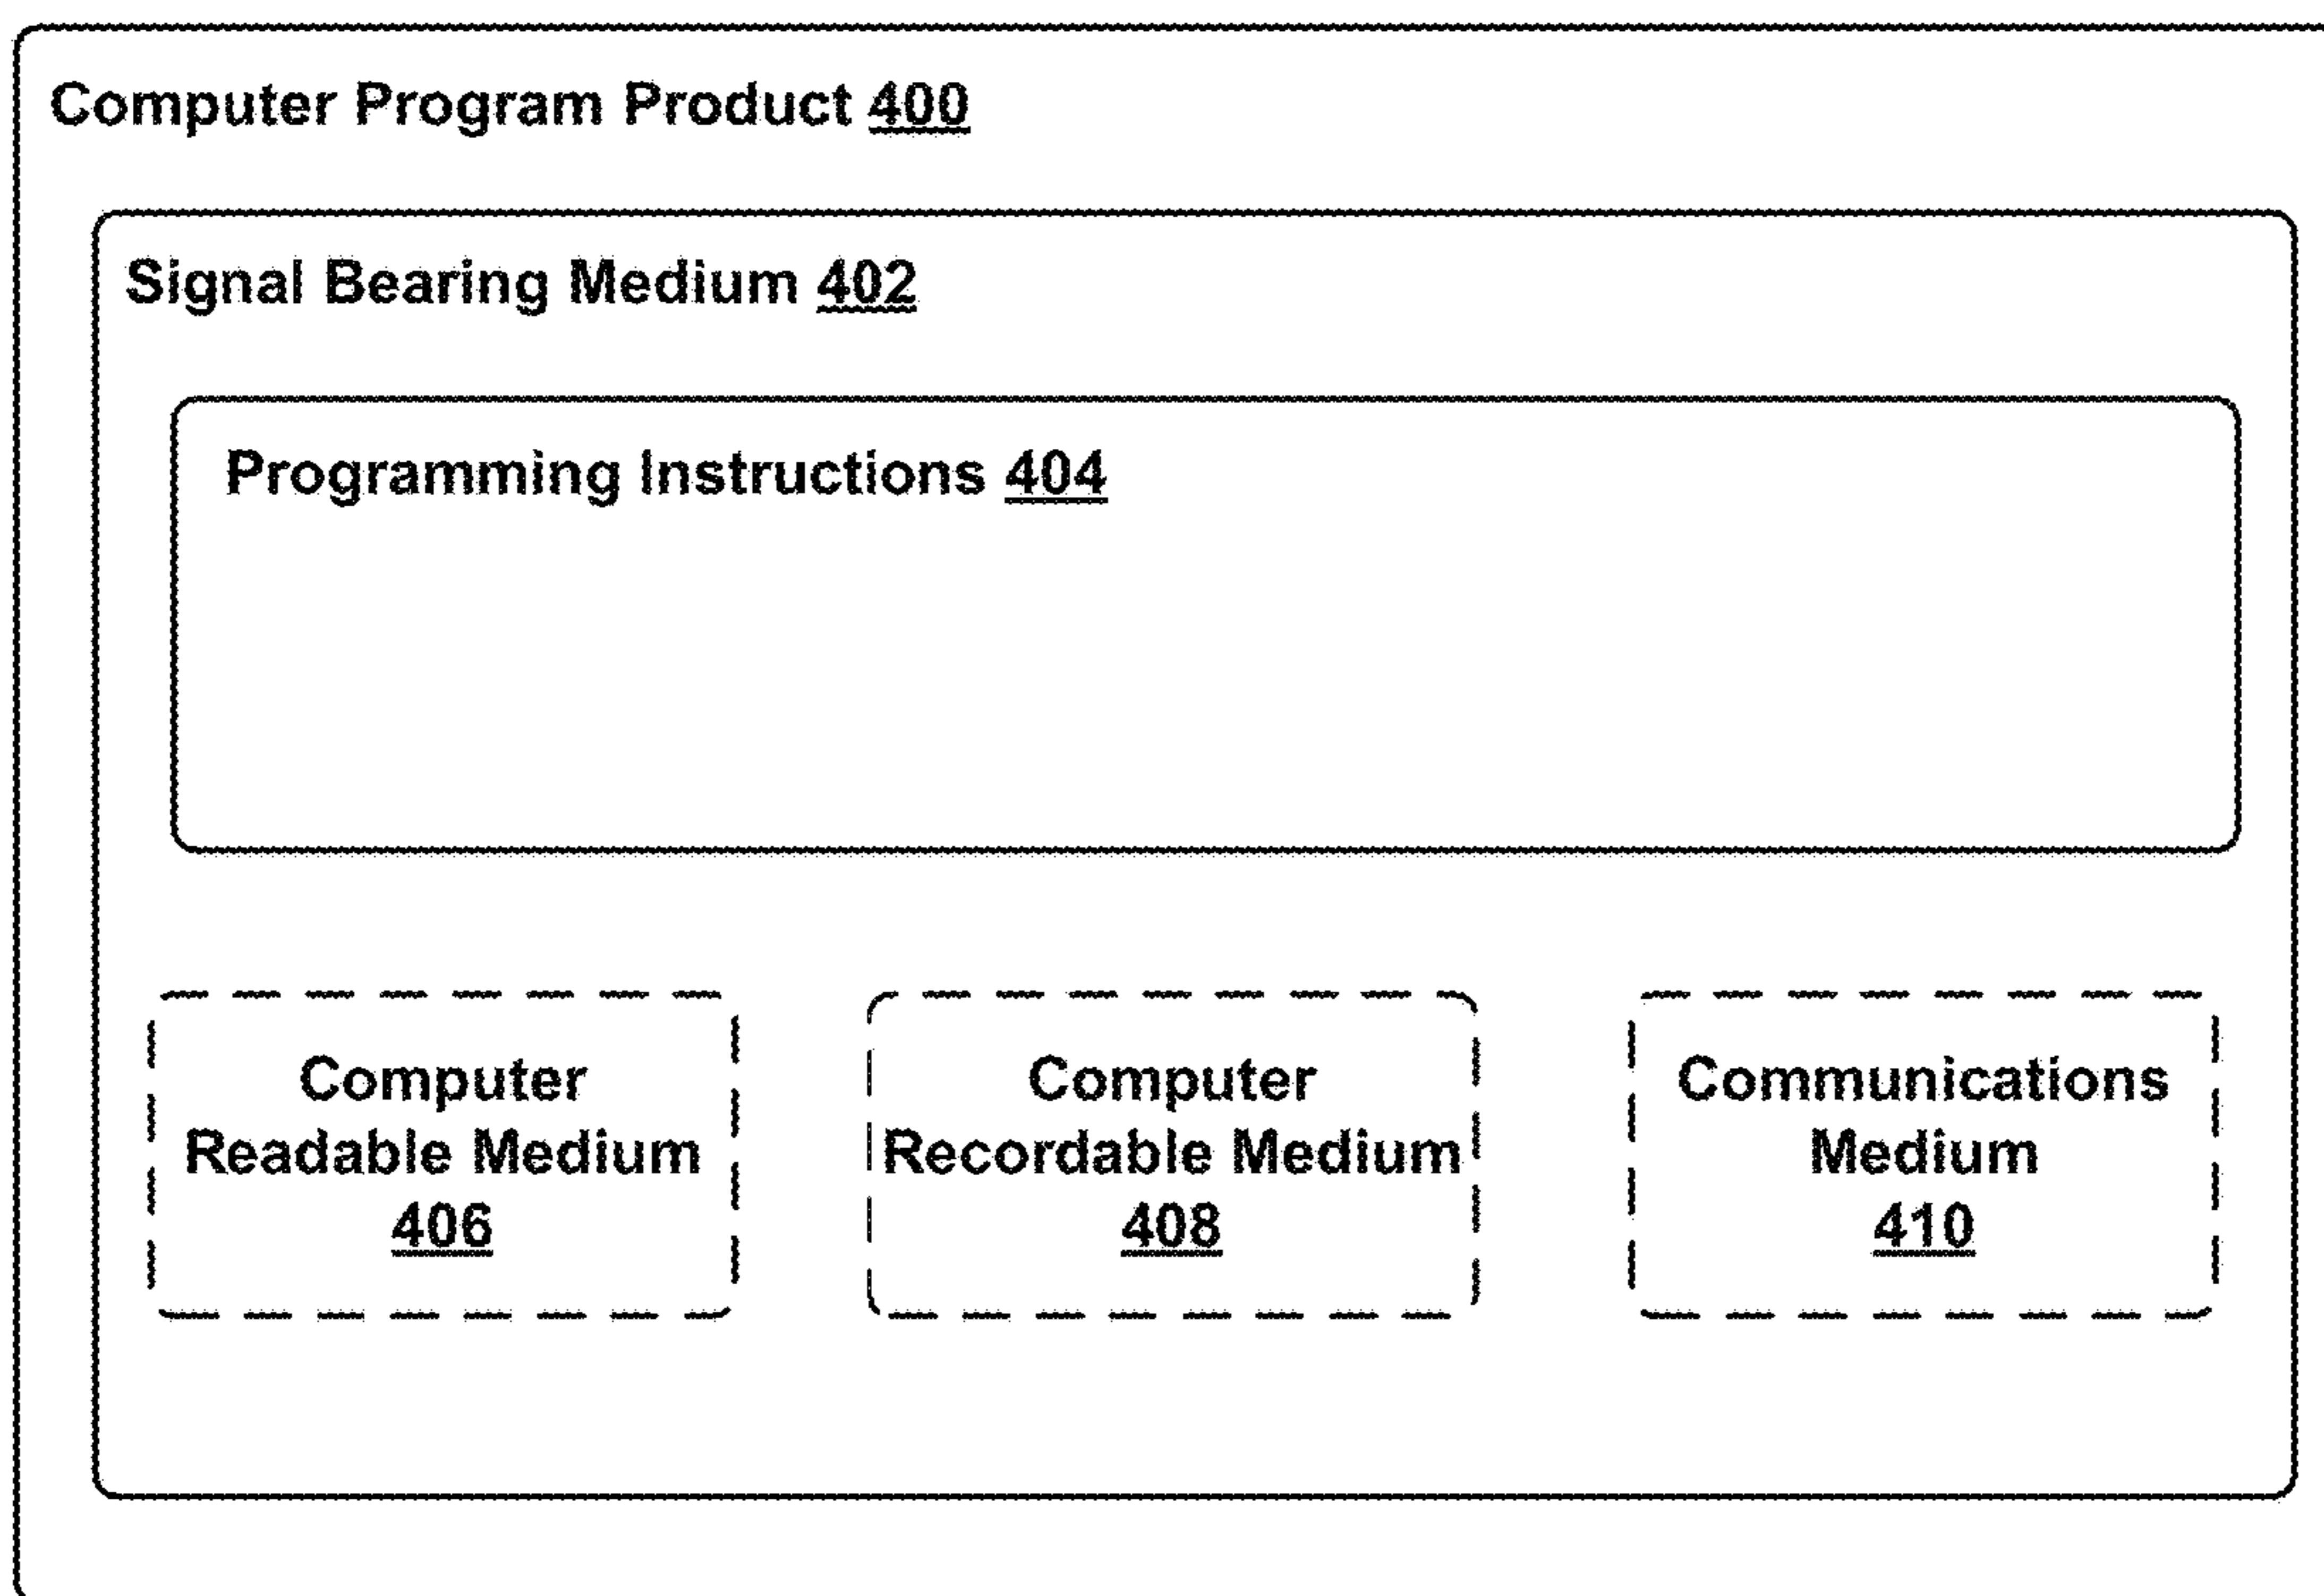 Computer Program Product 400
Signal Bearing Medium 402
Programming Instructions 404
Computer
Readable Medium
406
Computer
Recordable Medium
408
Communications
Medium
410